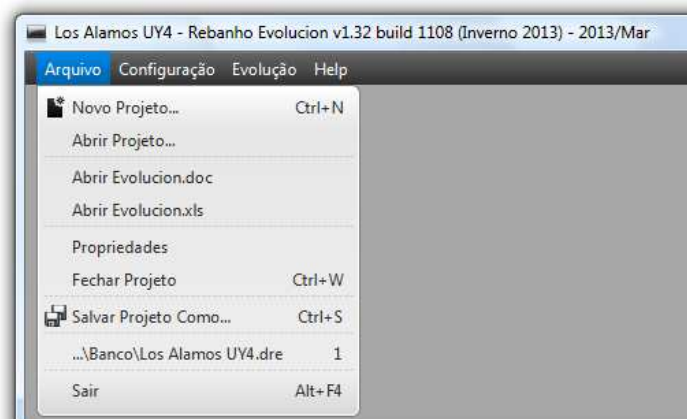 Los Alamos UY4 - Rebanho Evolucion v1.32 build 1108 (Inverno 2013) - 2013/Mar
Arquivo Configuração Evolução Help
Novo Projeto... Ctrl+N
Abrir Projeto...
Abrir Evolucion.doc
Abrir Evolucion.xls
Propriedades
Fechar Projeto Ctrl+W
Salvar Projeto Como... Ctrl+S
...\Banco\Los Alamos UY4.dre 1
Sair Alt+F4